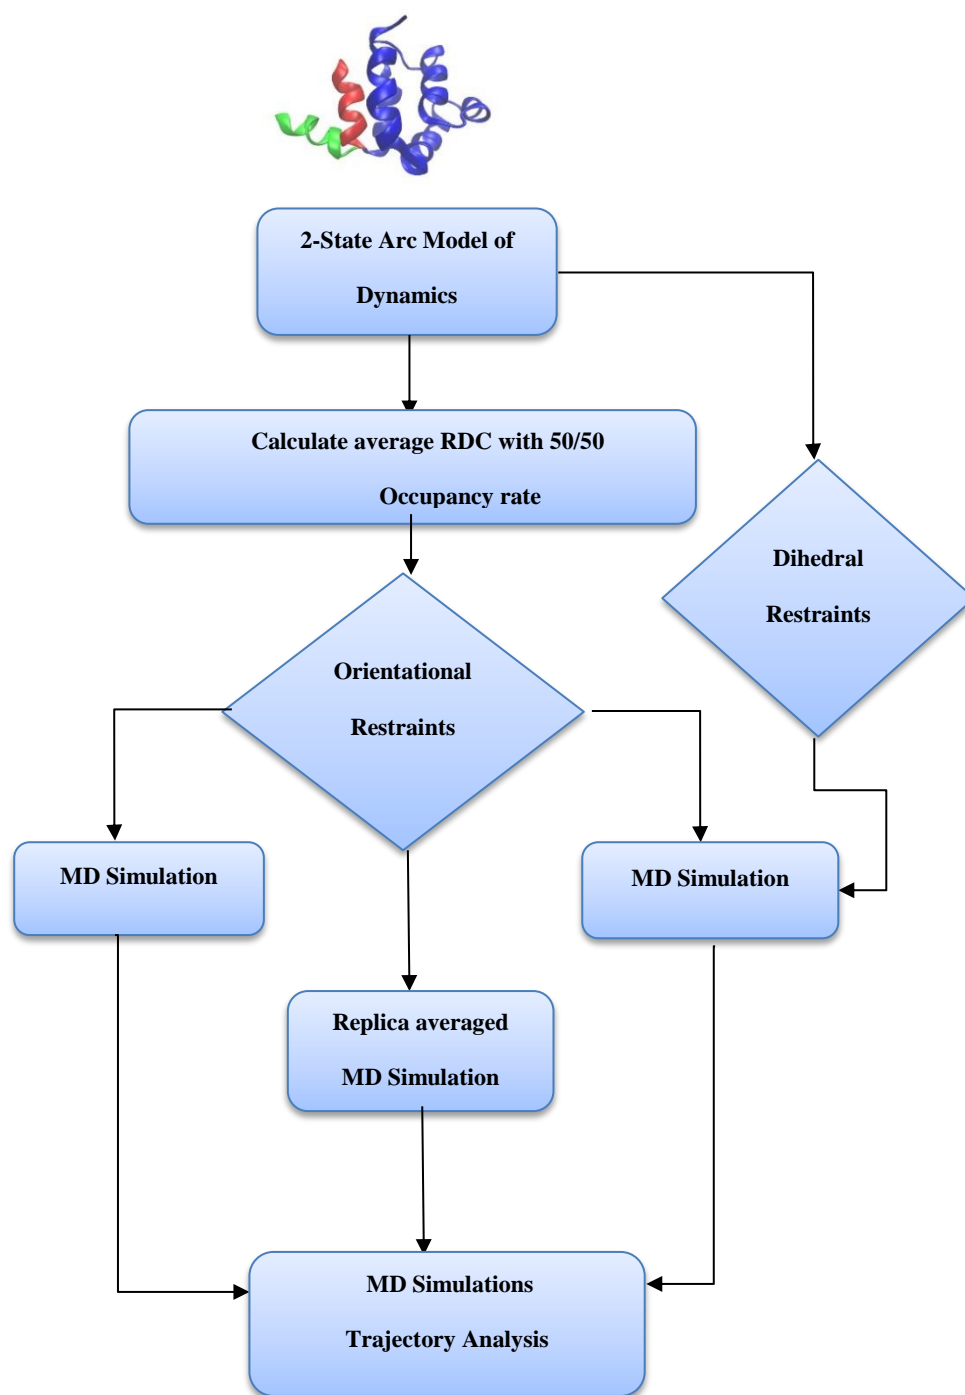 2-State Arc Model of
Dynamics
Calculate average RDC with 50/50
Occupancy rate
Dihedral
Restraints
Orientational
Restraints
MD Simulation
MD Simulation
Replica averaged
MD Simulation
MD Simulations
Trajectory Analysis